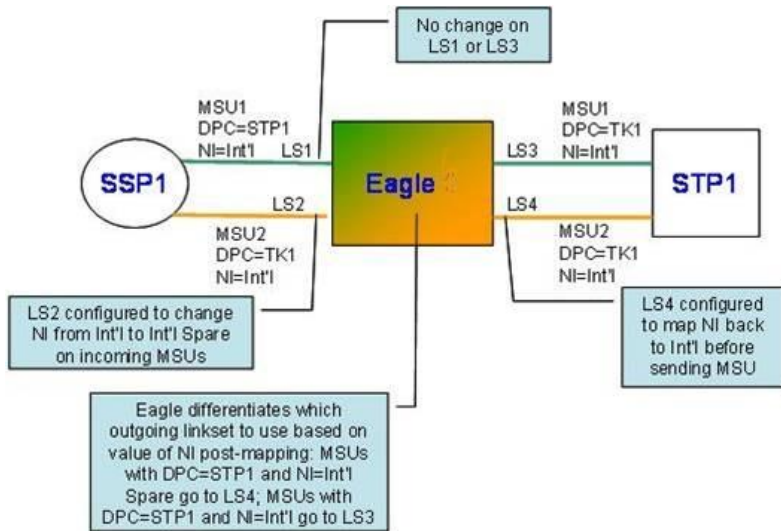 No change on
LS1 or LS3
MSU1
DPC=STP1
NI=Int'l
LS1
MSU1
DPC=TK1
NI=Int'l
LS3
SSP1
Eagle
STP1
LS2
LS4
MSU2
DPC=TK1
NI=Int'l
MSU2
DPC=TK1
NI=Int'l
LS2 configured to change
NI from Int'l to Int'l Spare
on incoming MSUs
LS4 configured
to map NI back
to Int'l before
sending MSU
Eagle differentiates which
outgoing linkset to use based on
value of NI post-mapping: MSUs
with DPC=STP1 and NI=Int'l
Spare go to LS4; MSUs with
DPC=STP1 and NI=Int'l go to LS3